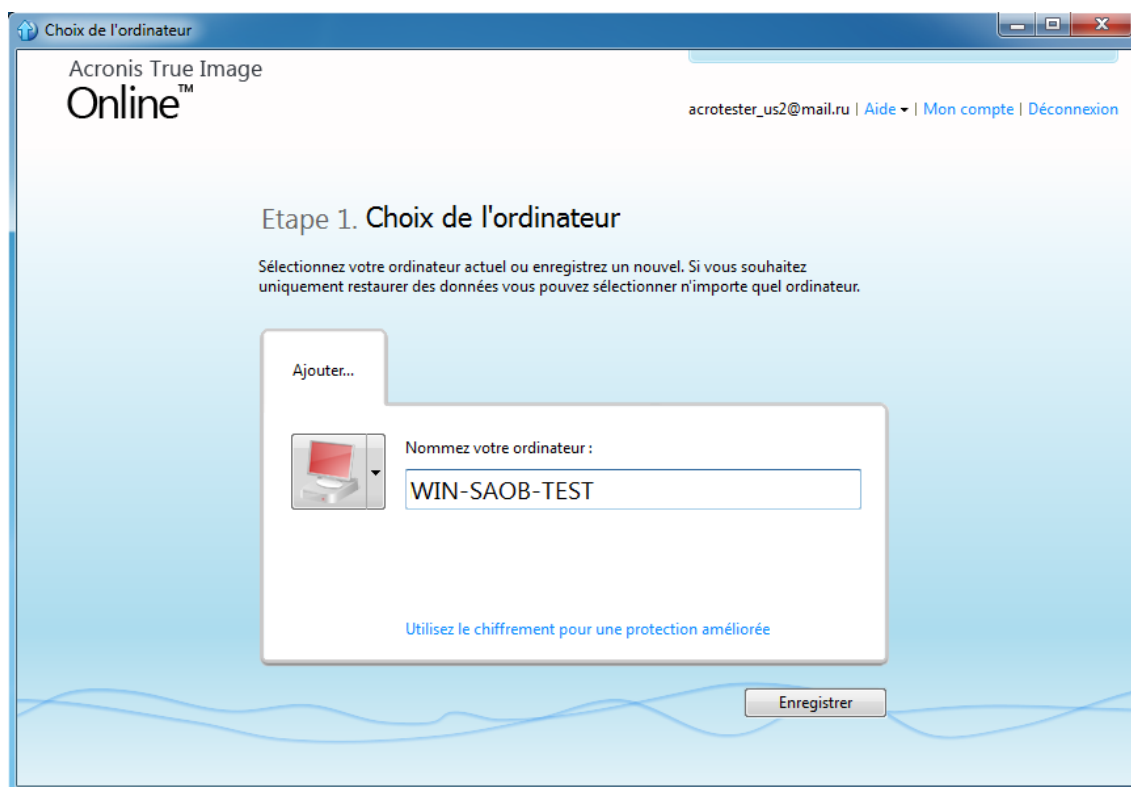 Choix de l'ordinateur
Acronis True Image
Online™
acrotester_us2@mail.ru | Aide | Mon compte | Déconnexion
Etape 1. Choix de l'ordinateur
Sélectionnez votre ordinateur actuel ou enregistrez un nouvel. Si vous souhaitez
uniquement restaurer des données vous pouvez sélectionner n'importe quel ordinateur.
Ajouter...
Nommez votre ordinateur :
WIN-SAOB-TEST
Utilisez le chiffrement pour une protection améliorée
Enregistrer